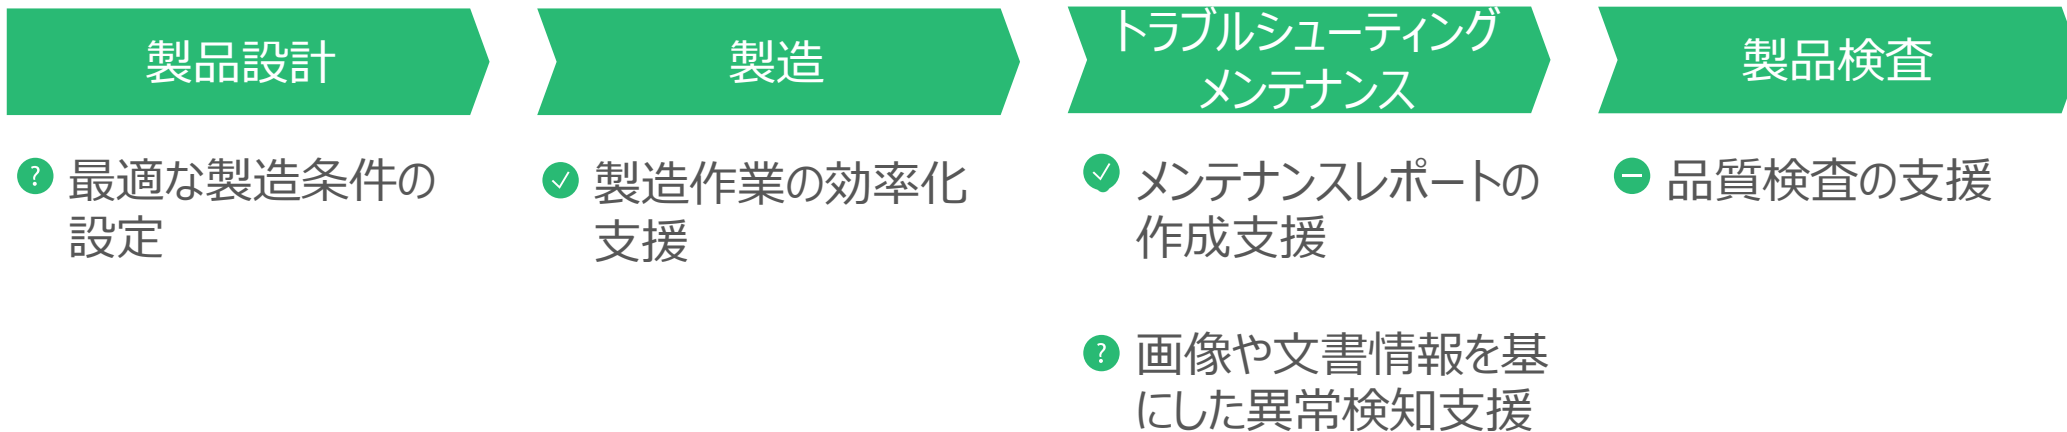 製品設計
製造
トラブルシューティング
メンテナンス
製品検査
? 最適な製造条件の
設定
製造作業の効率化
支援
メンテナンスレポートの
作成支援
? 画像や文書情報を基
にした異常検知支援
品質検査の支援